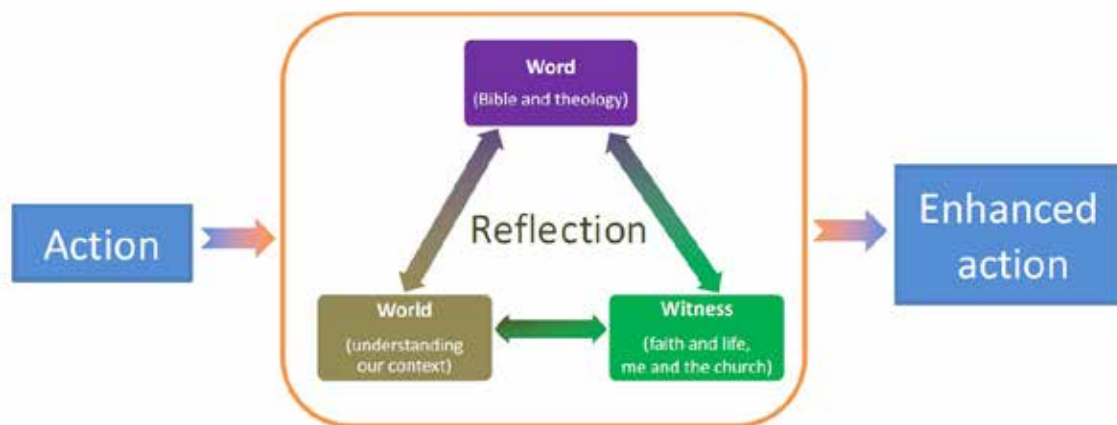 Action
Word
(Bible and theology)
Reflection
World
(understanding
our context)
Witness
(faith and life,
me and the church)
Enhanced
action